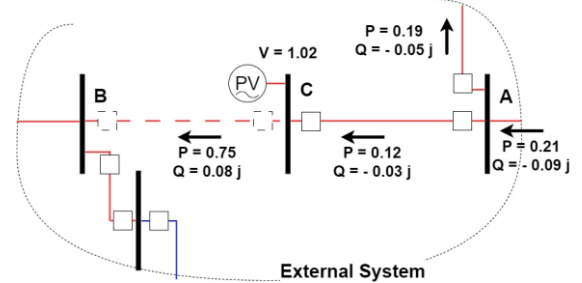 P = 0.19
Q = - 0.05 j
V = 1.02
PV
B
C
A
P = 0.75
Q = 0.08 j
P = 0.12
Q = - 0.03 j
P = 0.21
Q = - 0.09 j
External System